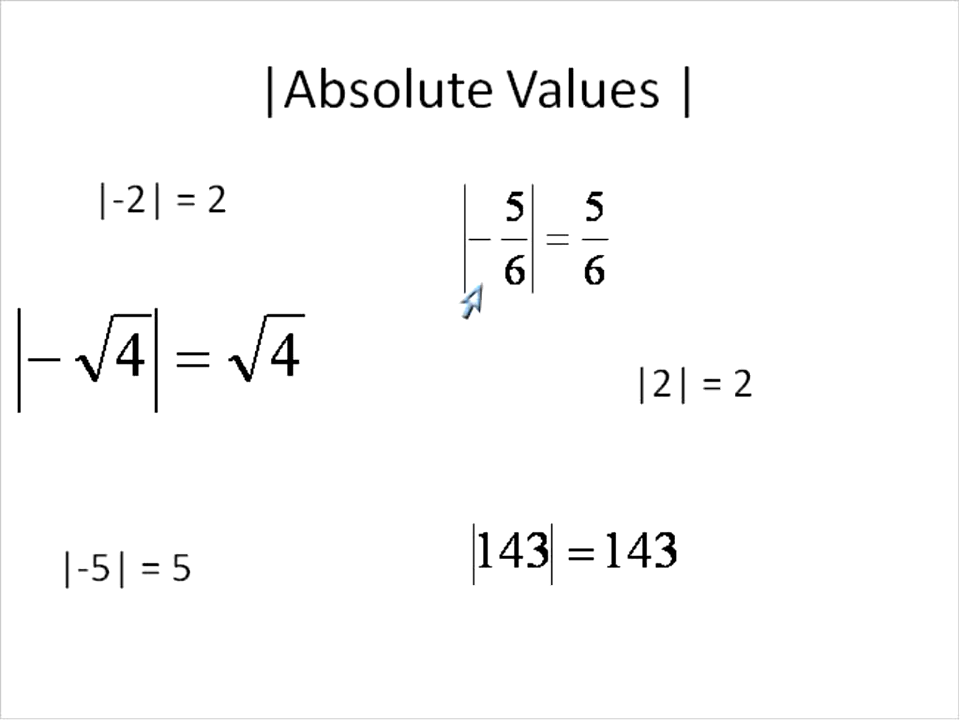 |Absolute Values |
|-2| = 2
|-5/6| = 5/6
|-√4| = √4
|2| = 2
|-5| = 5
|143| = 143